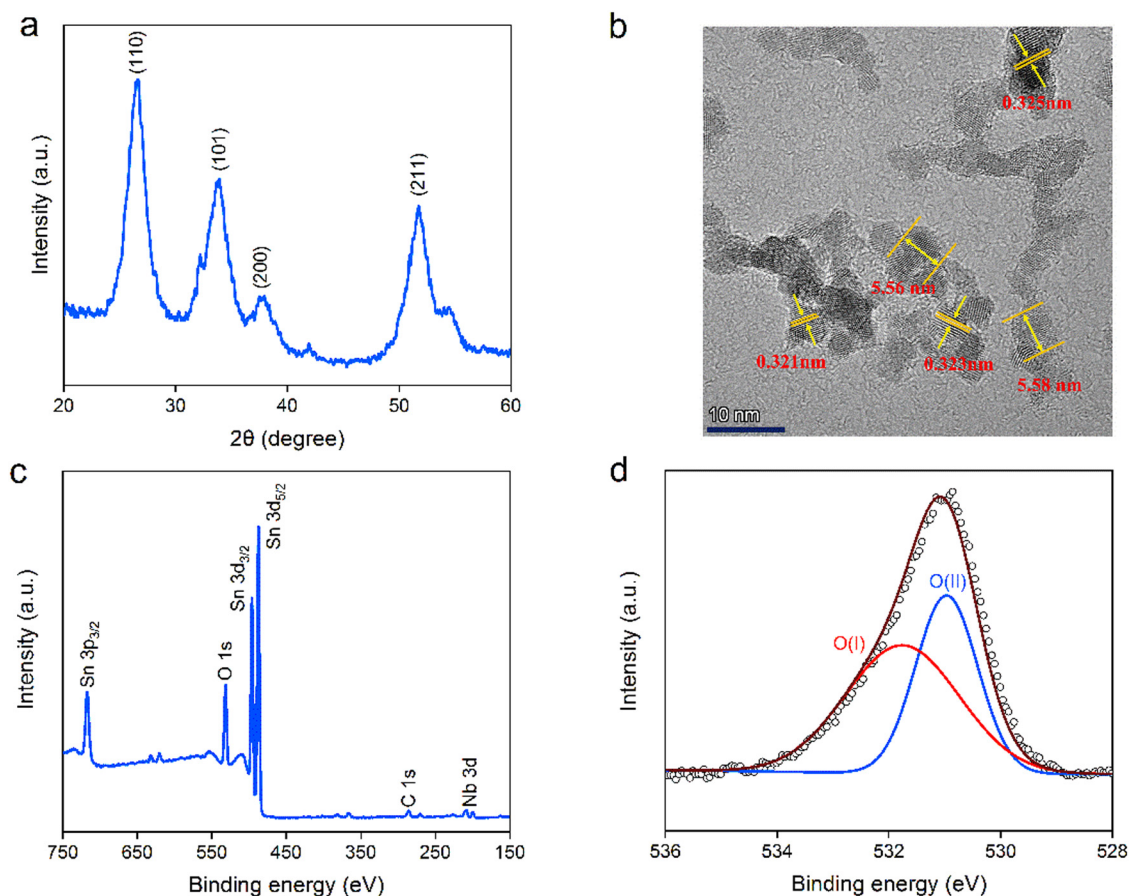 a
(110)
(101)
(200)
(211)
Intensity (a.u.)
20 30 40 50 60
2θ (degree)
b
0.325nm
5.56 nm
0.321nm
0.323nm
5.58 nm
10 nm
c
Sn 3p3/2
O 1s
Sn 3d3/2
Sn 3d5/2
C 1s
Nb 3d
Intensity (a.u.)
750 650 550 450 350 250 150
Binding energy (eV)
d
O(II)
O(I)
Intensity (a.u.)
536 534 532 530 528
Binding energy (eV)